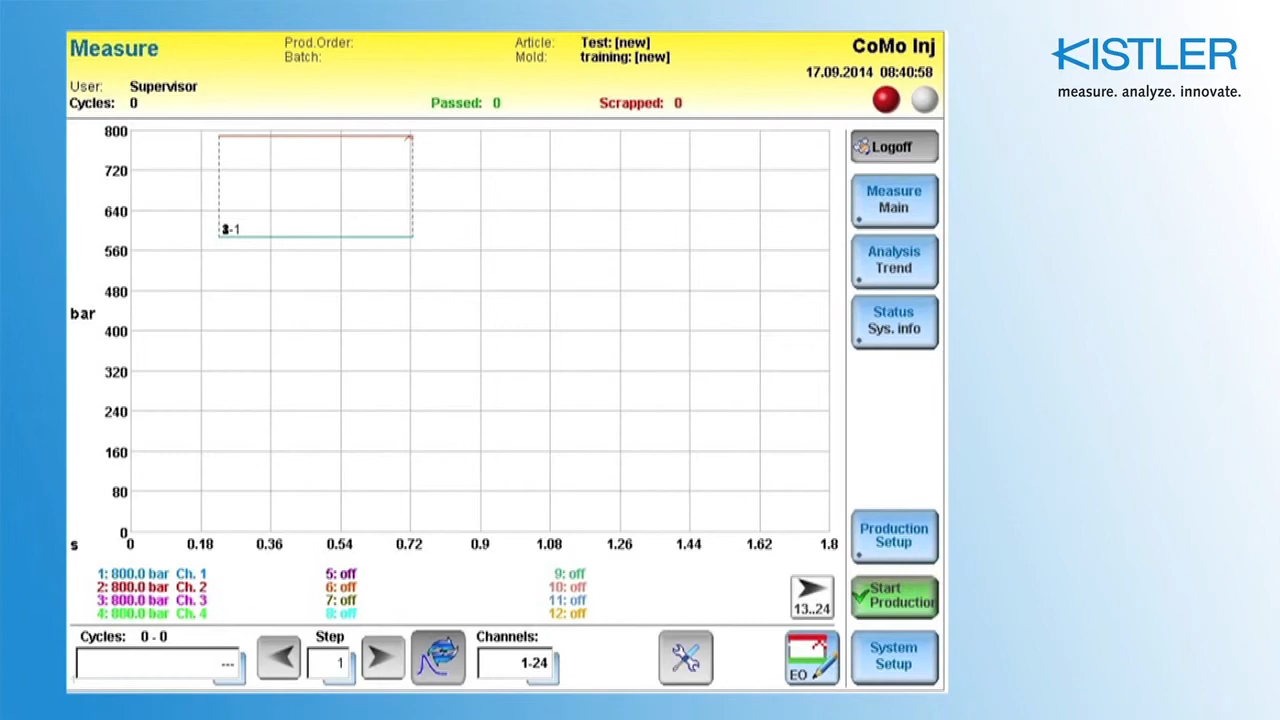 Measure
Prod.Order:
Batch:
Article: Test: [new]
Mold: training: [new]
CoMo Inj
17.09.2014 08:40:58
User: Supervisor
Cycles: 0
Passed: 0
Scrapped: 0
KISTLER
measure. analyze. innovate.
800
720
640
560
480
bar
400
320
240
160
80
0
-1
s 0 0.18 0.36 0.54 0.72 0.9 1.08 1.26 1.44 1.62 1.8
Logoff
Measure
Main
Analysis
Trend
Status
Sys. info
Production
Setup
Start
Production
System
Setup
1: 800.0 bar Ch. 1
2: 800.0 bar Ch. 2
3: 800.0 bar Ch. 3
4: 800.0 bar Ch. 4
5: off
6: off
7: off
8: off
9: off
10: off
11: off
12: off
13..24
Cycles: 0 - 0
---
Step
1
Channels:
1-24
EO